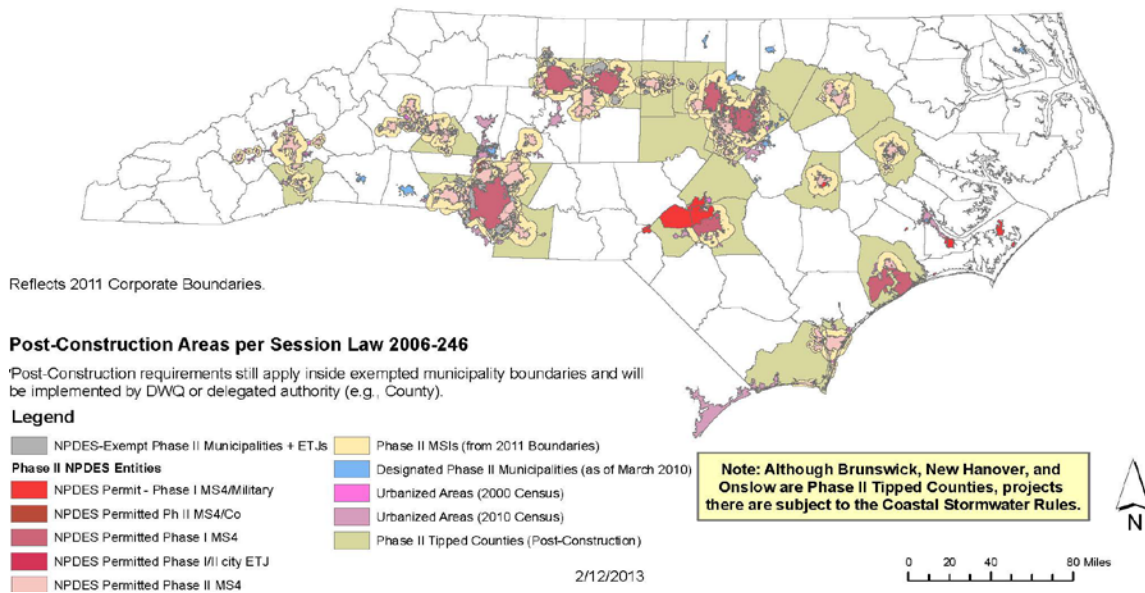 Reflects 2011 Corporate Boundaries.
Post-Construction Areas per Session Law 2006-246
'Post-Construction requirements still apply inside exempted municipality boundaries and will
be implemented by DWQ or delegated authority (e.g., County).
Legend
NPDES-Exempt Phase II Municipalities + ETJs
Phase II NPDES Entities
NPDES Permit - Phase I MS4/Military
NPDES Permitted Ph II MS4/Co
NPDES Permitted Phase I MS4
NPDES Permitted Phase I/II city ETJ
NPDES Permitted Phase II MS4
Phase II MSIs (from 2011 Boundaries)
Designated Phase II Municipalities (as of March 2010)
Urbanized Areas (2000 Census)
Urbanized Areas (2010 Census)
Phase II Tipped Counties (Post-Construction)
2/12/2013
Note: Although Brunswick, New Hanover, and
Onslow are Phase II Tipped Counties, projects
there are subject to the Coastal Stormwater Rules.
N
0 20 40 80 Miles